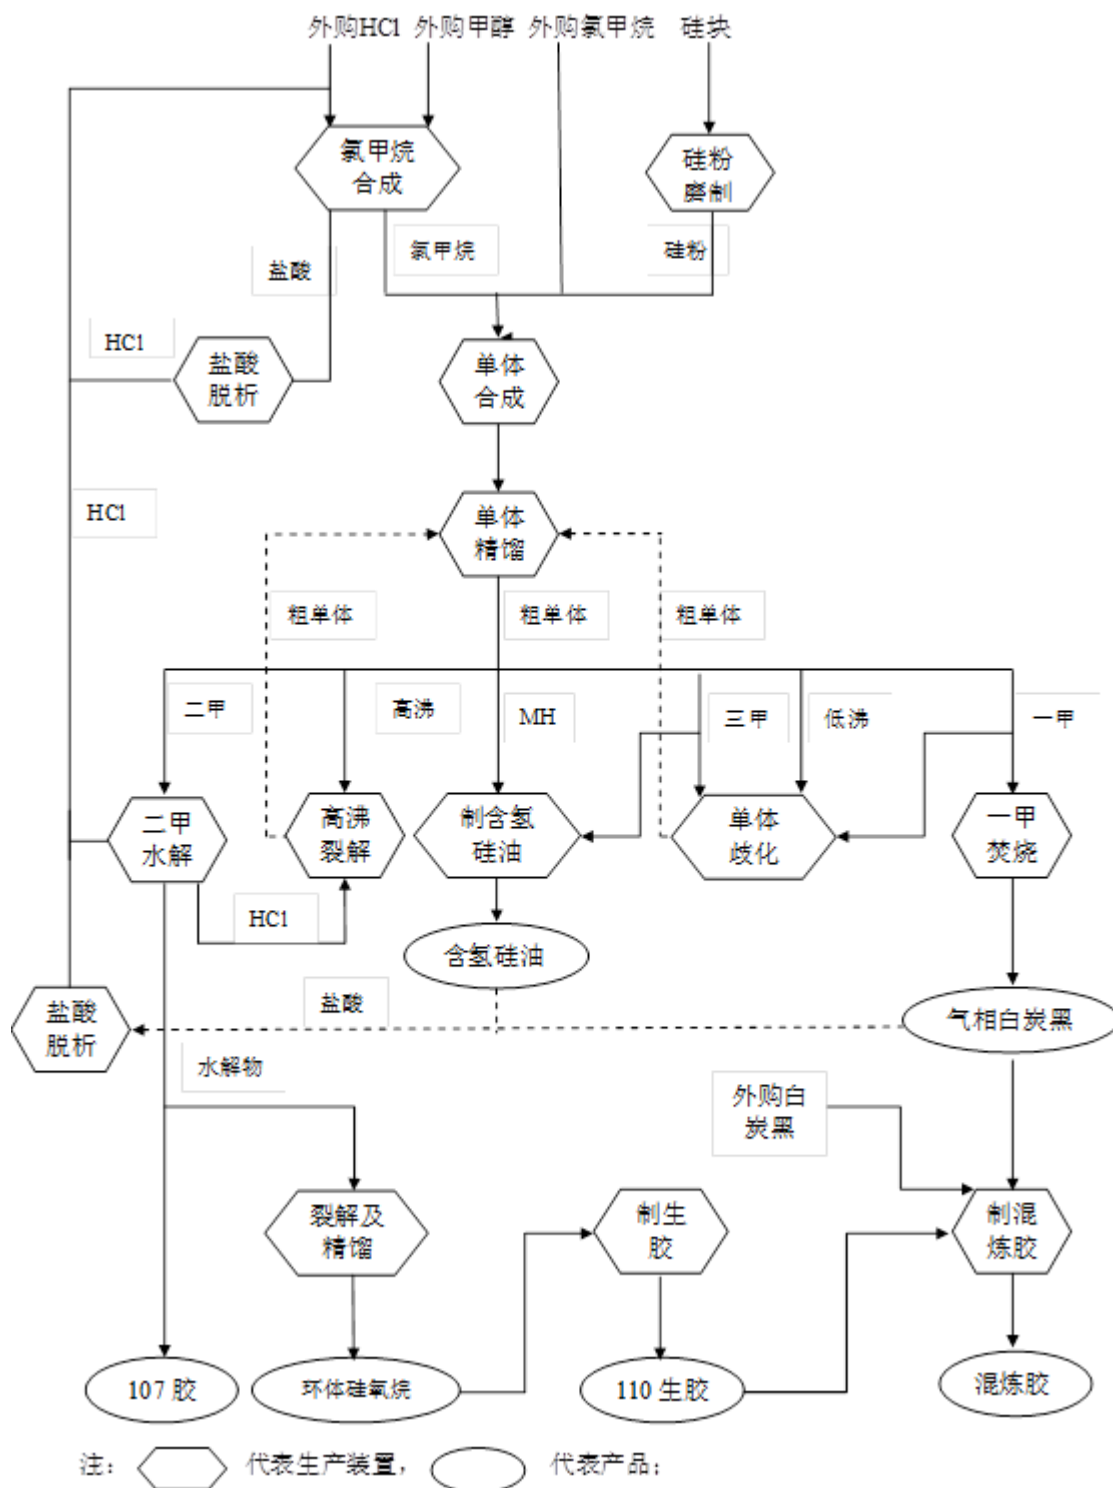 外购HCl 外购甲醇 外购氯甲烷 硅块
氯甲烷
合成
硅粉
磨制
盐酸
氯甲烷
硅粉
HCl
盐酸
脱析
单体
合成
HCl
单体
精馏
粗单体
粗单体
粗单体
二甲
高沸
MH
三甲
低沸
一甲
二甲
水解
高沸
裂解
制含氢
硅油
单体
歧化
一甲
焚烧
HCl
含氢硅油
盐酸
脱析
盐酸
气相白炭黑
水解物
外购白
炭黑
裂解及
精馏
制生
胶
制混
炼胶
107 胶
环体硅氧烷
110 生胶
混炼胶
注： 代表生产装置， 代表产品；